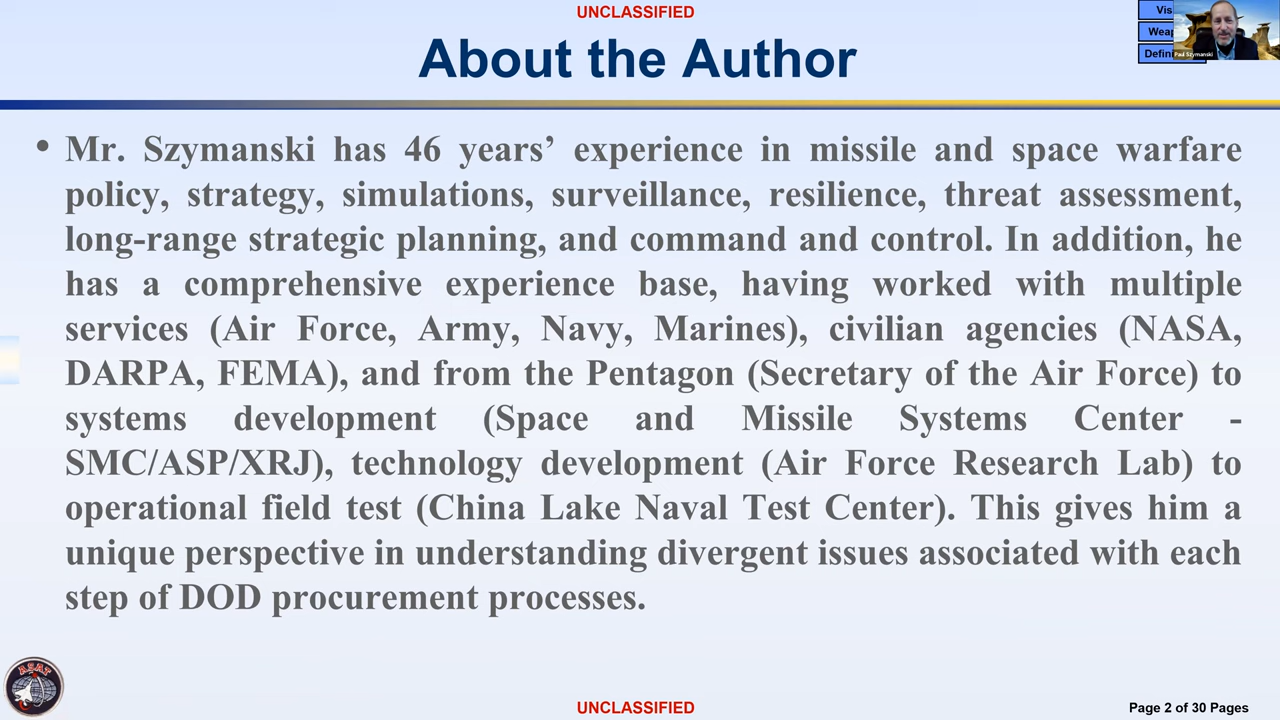 UNCLASSIFIED
About the Author
Vis
Weap
Defini
Paul Szymanski
• Mr. Szymanski has 46 years’ experience in missile and space warfare
policy, strategy, simulations, surveillance, resilience, threat assessment,
long-range strategic planning, and command and control. In addition, he
has a comprehensive experience base, having worked with multiple
services (Air Force, Army, Navy, Marines), civilian agencies (NASA,
DARPA, FEMA), and from the Pentagon (Secretary of the Air Force) to
systems development (Space and Missile Systems Center -
SMC/ASP/XRJ), technology development (Air Force Research Lab) to
operational field test (China Lake Naval Test Center). This gives him a
unique perspective in understanding divergent issues associated with each
step of DOD procurement processes.
ASAT
UNCLASSIFIED
Page 2 of 30 Pages